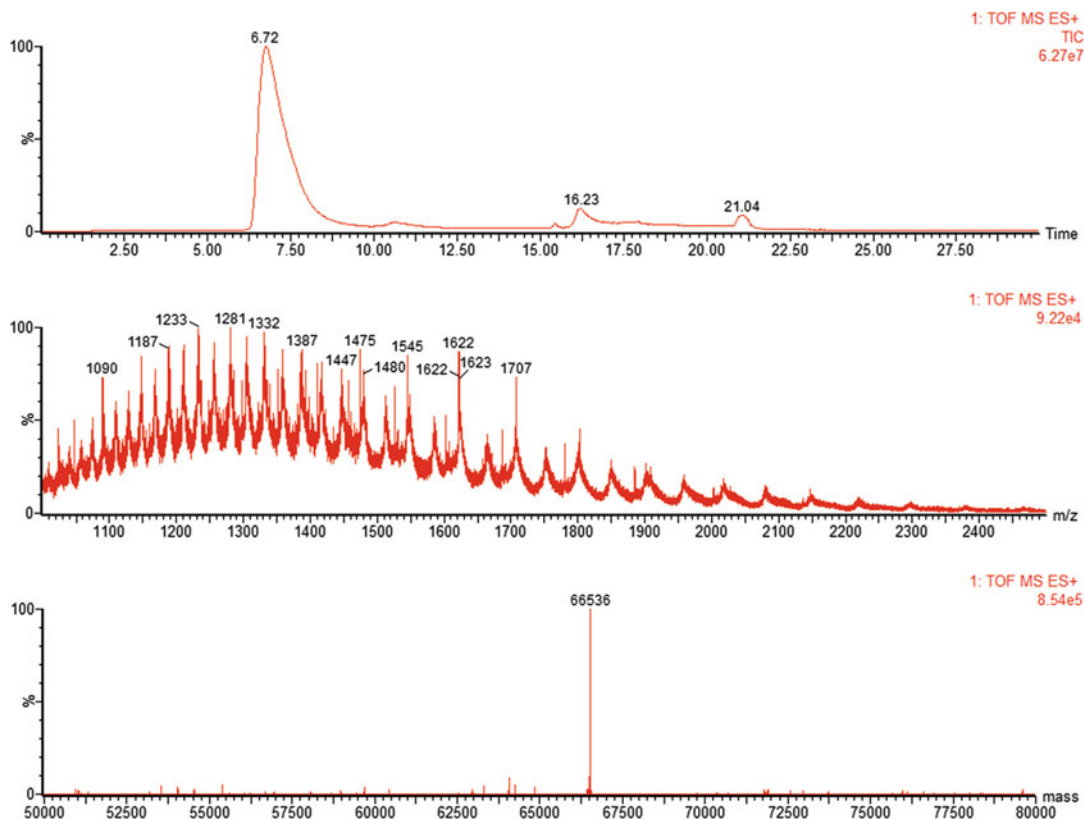 1: TOF MS ES+
TIC
6.27e7
100
%
0
6.72
16.23
21.04
2.50 5.00 7.50 10.00 12.50 15.00 17.50 20.00 22.50 25.00 27.50 Time
1: TOF MS ES+
9.22e4
100
%
0
1090
1187
1233
1281
1332
1387
1447
1475
1480
1545
1622
1622
1623
1707
1100 1200 1300 1400 1500 1600 1700 1800 1900 2000 2100 2200 2300 2400 m/z
1: TOF MS ES+
8.54e5
100
%
0
66536
50000 52500 55000 57500 60000 62500 65000 67500 70000 72500 75000 77500 80000 mass